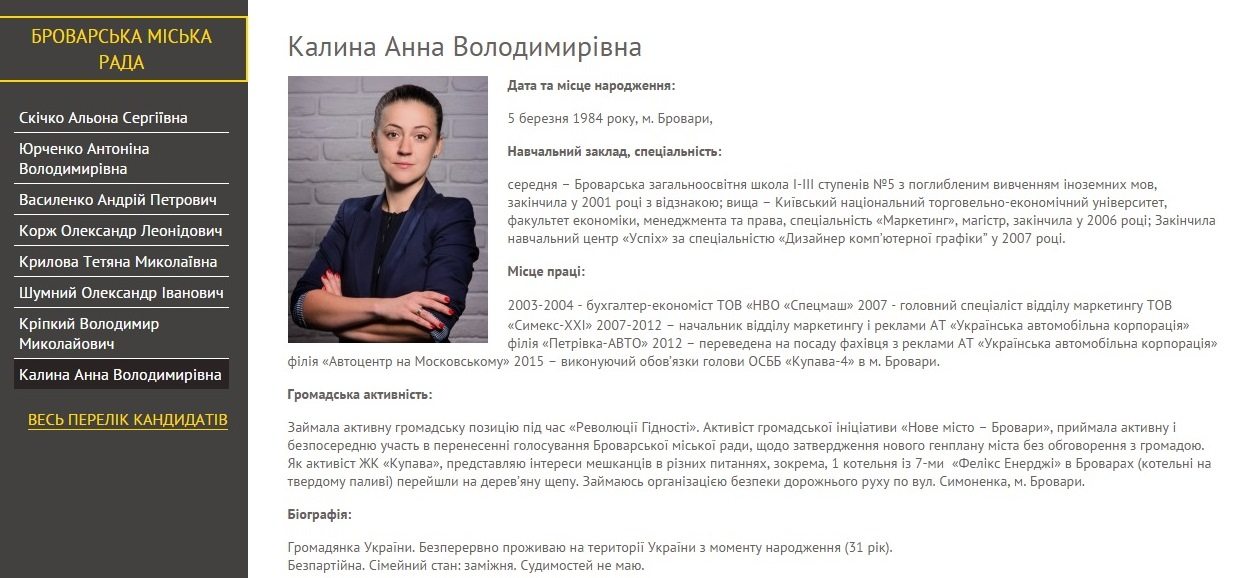 БРОВАРСЬКА МІСЬКА
РАДА
Скічко Альона Сергіївна
Юрченко Антоніна
Володимирівна
Василенко Андрій Петрович
Корж Олександр Леонідович
Крилова Тетяна Миколаївна
Шумний Олександр Іванович
Кріпкий Володимир
Миколайович
Калина Анна Володимирівна
ВЕСЬ ПЕРЕЛІК КАНДИДАТІВ
Калина Анна Володимирівна
Дата та місце народження:
5 березня 1984 року, м. Бровари,
Навчальний заклад, спеціальність:
середня – Броварська загальноосвітня школа І-ІІІ ступенів №5 з поглибленим вивченням іноземних мов,
закінчила у 2001 році з відзнакою; вища – Київський національний торговельно-економічний університет,
факультет економіки, менеджмента та права, спеціальність «Маркетинг», магістр, закінчила у 2006 році; Закінчила
навчальний центр «Успіх» за спеціальністю «Дизайнер комп’ютерної графіки” у 2007 році.
Місце праці:
2003-2004 - бухгалтер-економіст ТОВ «НВО «Спецмаш» 2007 - головний спеціаліст відділу маркетингу ТОВ
«Симекс-ХХІ» 2007-2012 – начальник відділу маркетингу і реклами АТ «Українська автомобільна корпорація»
філія «Петрівка-АВТО» 2012 – переведена на посаду фахівця з реклами АТ «Українська автомобільна корпорація»
філія «Автоцентр на Московському» 2015 – виконуючий обов’язки голови ОСББ «Купава-4» в м. Бровари.
Громадська активність:
Займала активну громадську позицію під час «Революції Гідності». Активіст громадської ініціативи «Нове місто – Бровари», приймала активну і
безпосередню участь в перенесенні голосування Броварської міської ради, щодо затвердження нового генплану міста без обговорення з громадою.
Як активіст ЖК «Купава», представляю інтереси мешканців в різних питаннях, зокрема, 1 котельня із 7-ми «Фелікс Енерджі» в Броварах (котельні на
твердому паливі) перейшли на дерев’яну щепу. Займаюсь організацією безпеки дорожнього руху по вул. Симоненка, м. Бровари.
Біографія:
Громадянка України. Безперервно проживаю на території України з моменту народження (31 рік).
Безпартійна. Сімейний стан: заміжня. Судимостей не маю.